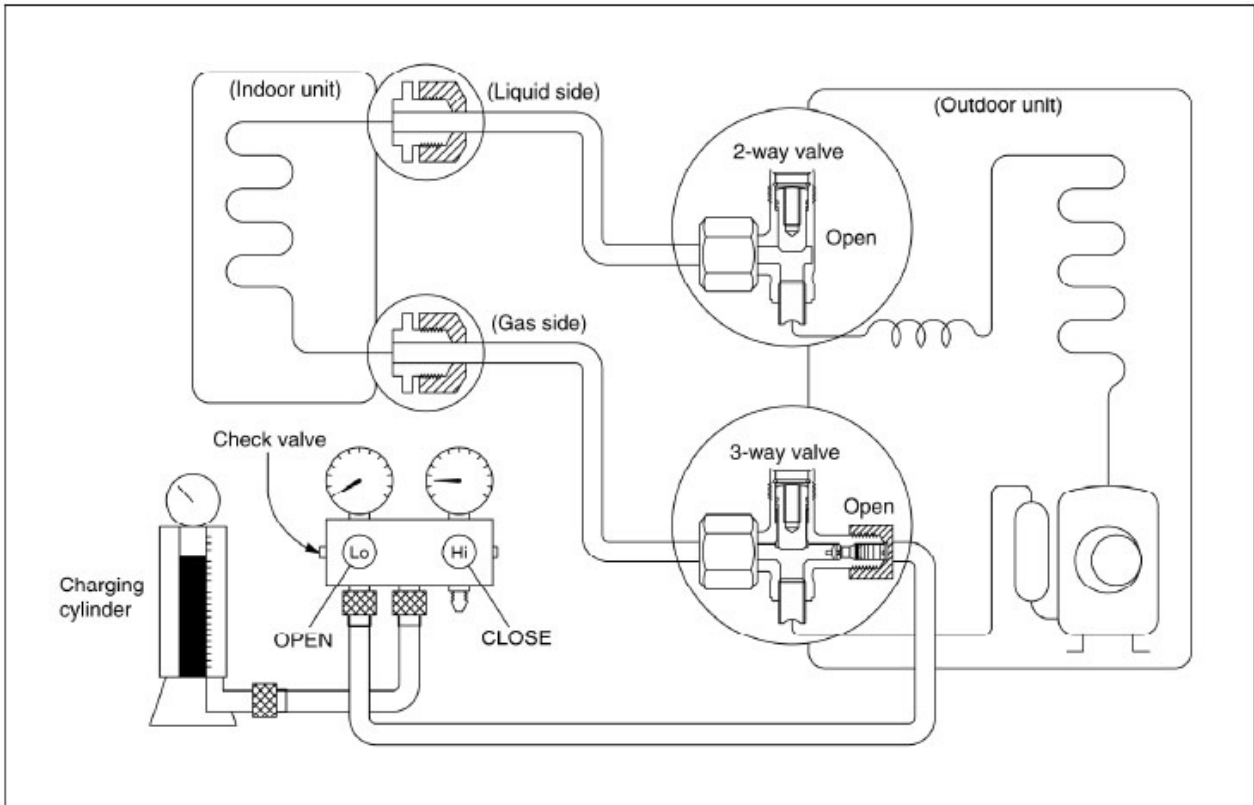 (Indoor unit)
(Liquid side)
(Outdoor unit)
2-way valve
Open
(Gas side)
3-way valve
Open
Check valve
Lo
Hi
Charging
cylinder
OPEN
CLOSE